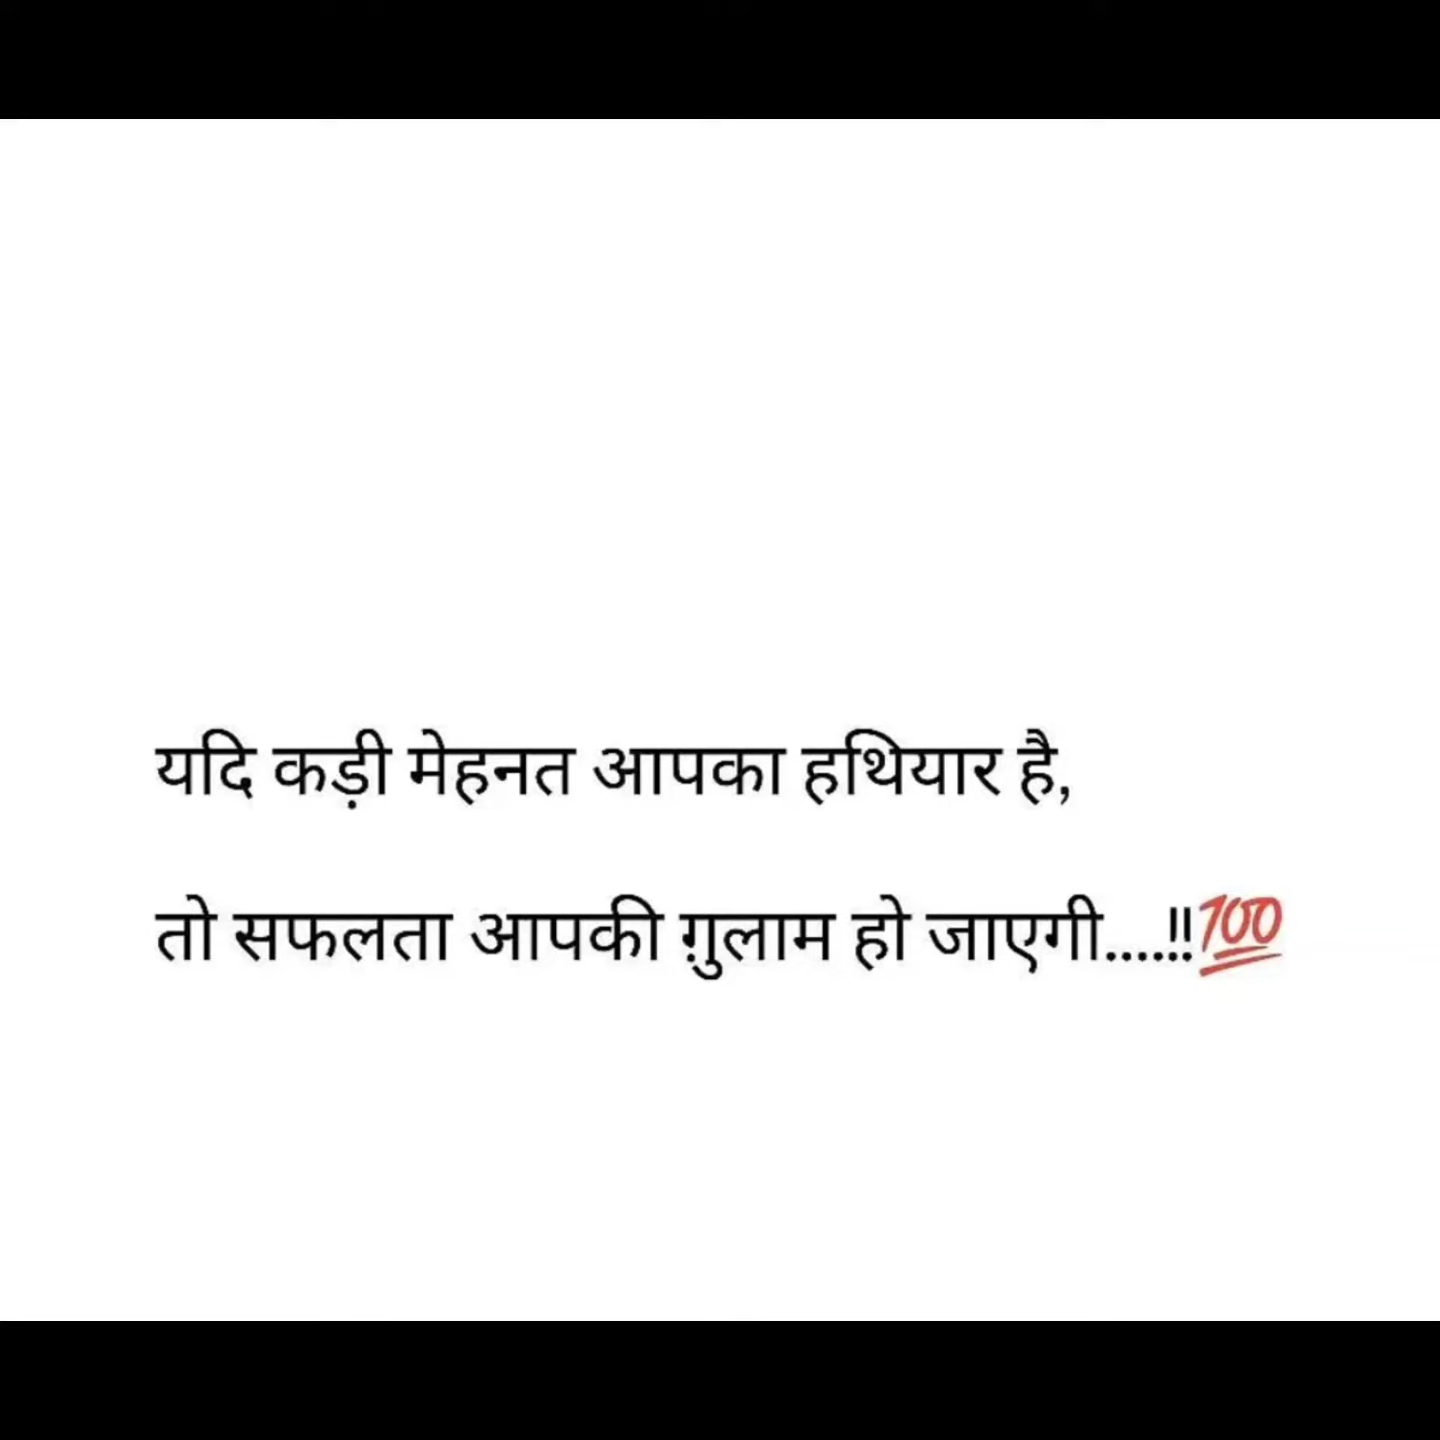 यदि कड़ी मेहनत आपका हथियार है,
तो सफलता आपकी ग़ुलाम हो जाएगी....‼💯